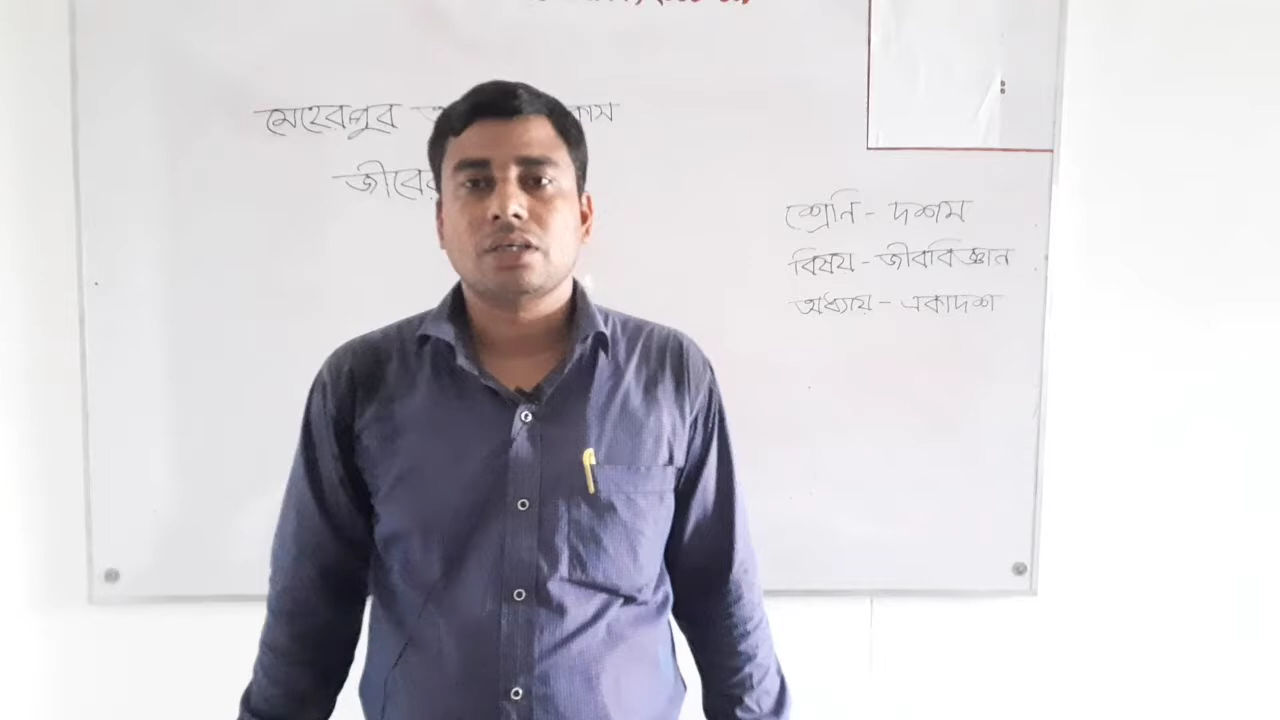 মেহেরপুর
জীবের
শ্রেণি - দশম
বিষয় - জীববিজ্ঞান
অধ্যায় - একাদশ